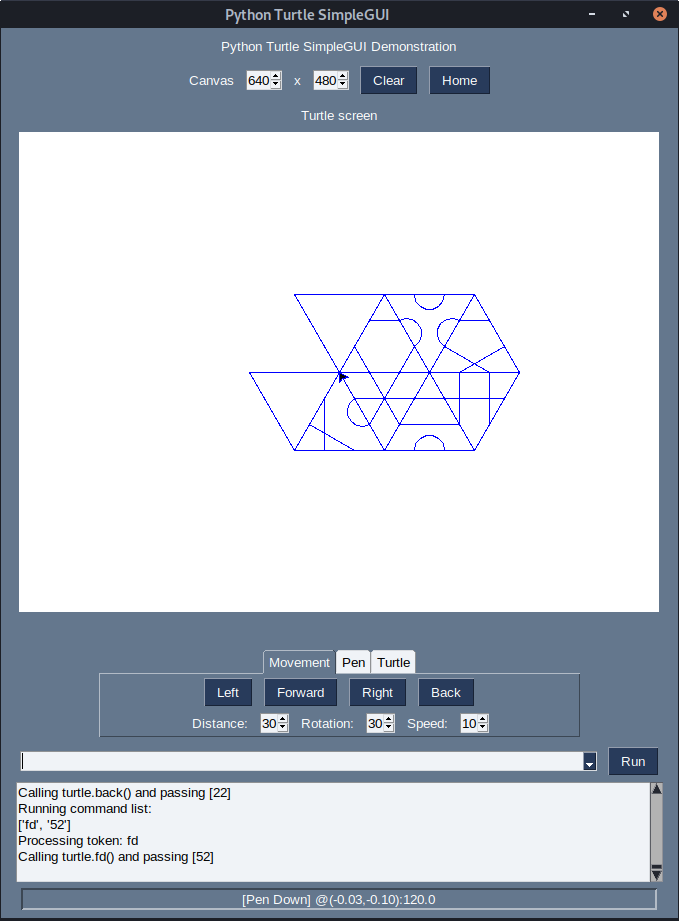 Python Turtle SimpleGUI
Python Turtle SimpleGUI Demonstration
Canvas 640 x 480 Clear Home
Turtle screen
Movement Pen Turtle
Left Forward Right Back
Distance: 30 Rotation: 30 Speed: 10
Run
Calling turtle.back() and passing [22]
Running command list:
['fd', '52']
Processing token: fd
Calling turtle.fd() and passing [52]
[Pen Down] @(-0.03,-0.10):120.0